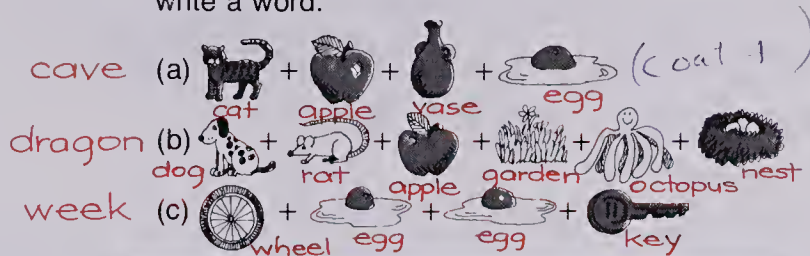 write a word.
cave (a) + + + (coat
cat apple vase egg
dragon (b) + + + + +
dog rat apple garden octopus nest
week (c) + + +
wheel egg egg key